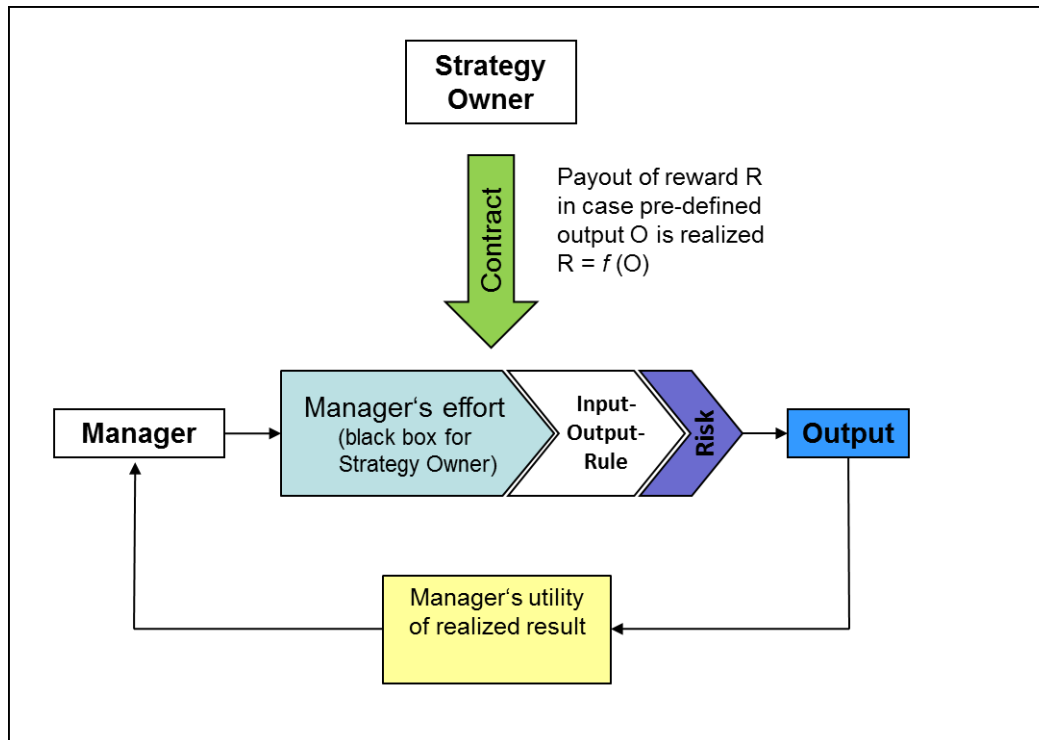 Strategy
Owner
Contract
Payout of reward R
in case pre-defined
output O is realized
R = f (O)
Manager
Manager‘s effort
(black box for
Strategy Owner)
Input-
Output-
Rule
Risk
Output
Manager‘s utility
of realized result